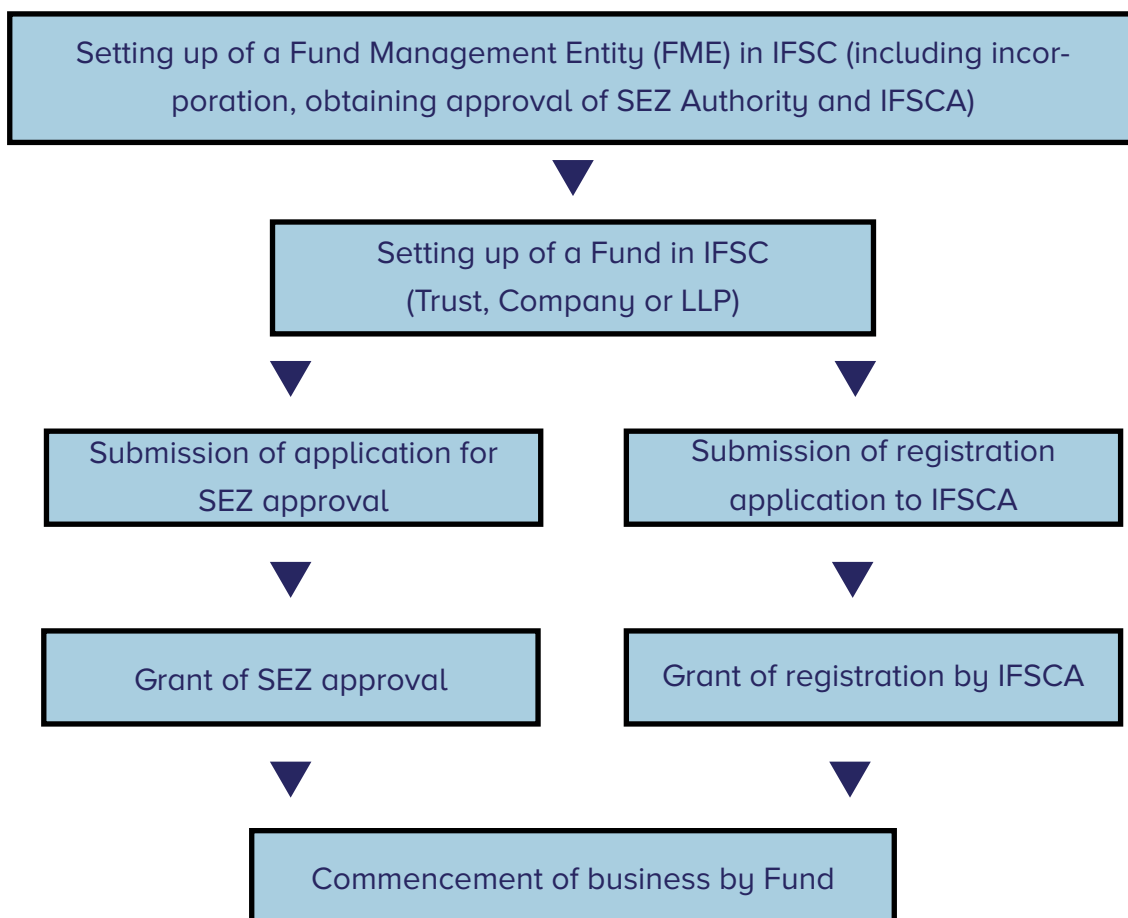 Setting up of a Fund Management Entity (FME) in IFSC (including incor-
poration, obtaining approval of SEZ Authority and IFSCA)
Setting up of a Fund in IFSC
(Trust, Company or LLP)
Submission of application for
SEZ approval
Submission of registration
application to IFSCA
Grant of SEZ approval
Grant of registration by IFSCA
Commencement of business by Fund